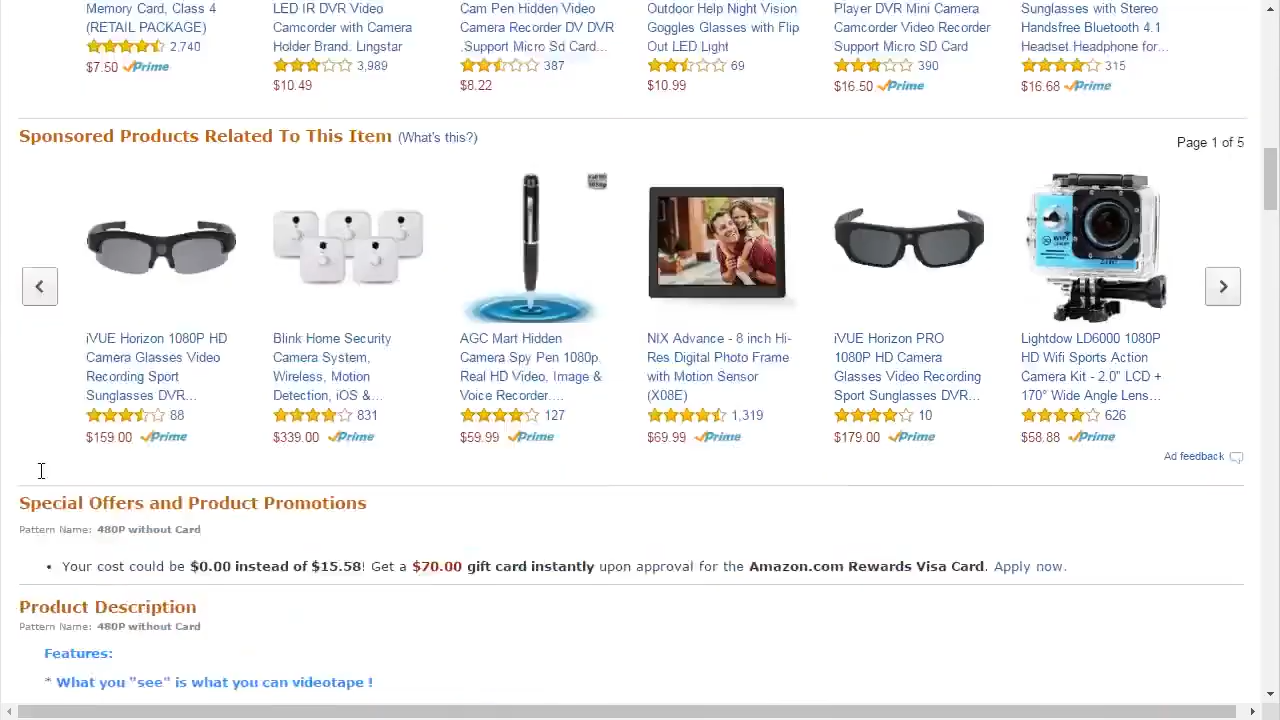 Memory Card, Class 4
(RETAIL PACKAGE)
2,740
$7.50 Prime
LED IR DVR Video
Camcorder with Camera
Holder Brand. Lingstar
3,989
$10.49
Cam Pen Hidden Video
Camera Recorder DV DVR
.Support Micro Sd Card...
387
$8.22
Outdoor Help Night Vision
Goggles Glasses with Flip
Out LED Light
69
$10.99
Player DVR Mini Camera
Camcorder Video Recorder
Support Micro SD Card
390
$16.50 Prime
Sunglasses with Stereo
Handsfree Bluetooth 4.1
Headset Headphone for...
315
$16.68 Prime
Sponsored Products Related To This Item (What's this?)
Page 1 of 5
iVUE Horizon 1080P HD
Camera Glasses Video
Recording Sport
Sunglasses DVR...
88
$159.00 Prime
Blink Home Security
Camera System,
Wireless, Motion
Detection, iOS &...
831
$339.00 Prime
AGC Mart Hidden
Camera Spy Pen 1080p.
Real HD Video, Image &
Voice Recorder....
127
$59.99 Prime
NIX Advance - 8 inch Hi-
Res Digital Photo Frame
with Motion Sensor
(X08E)
1,319
$69.99 Prime
iVUE Horizon PRO
1080P HD Camera
Glasses Video Recording
Sport Sunglasses DVR...
10
$179.00 Prime
Lightdow LD6000 1080P
HD Wifi Sports Action
Camera Kit - 2.0" LCD +
170° Wide Angle Lens...
626
$58.88 Prime
Ad feedback
Special Offers and Product Promotions
Pattern Name: 480P without Card
• Your cost could be $0.00 instead of $15.58! Get a $70.00 gift card instantly upon approval for the Amazon.com Rewards Visa Card. Apply now.
Product Description
Pattern Name: 480P without Card
Features:
* What you "see" is what you can videotape !